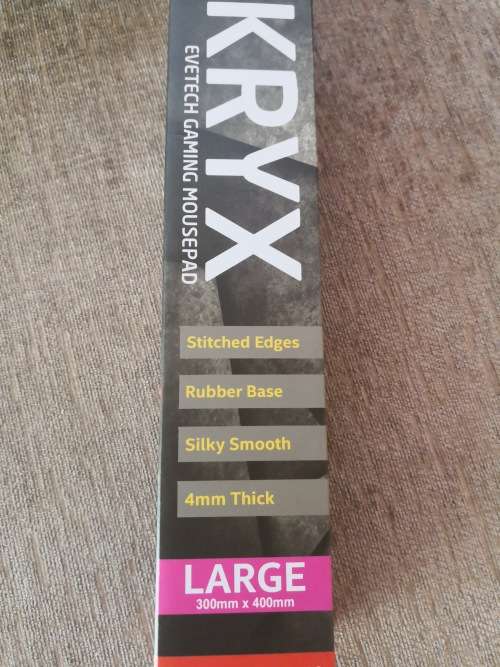 KRYX
EVETECH GAMING MOUSEPAD
Stitched Edges
Rubber Base
Silky Smooth
4mm Thick
LARGE
300mm x 400mm